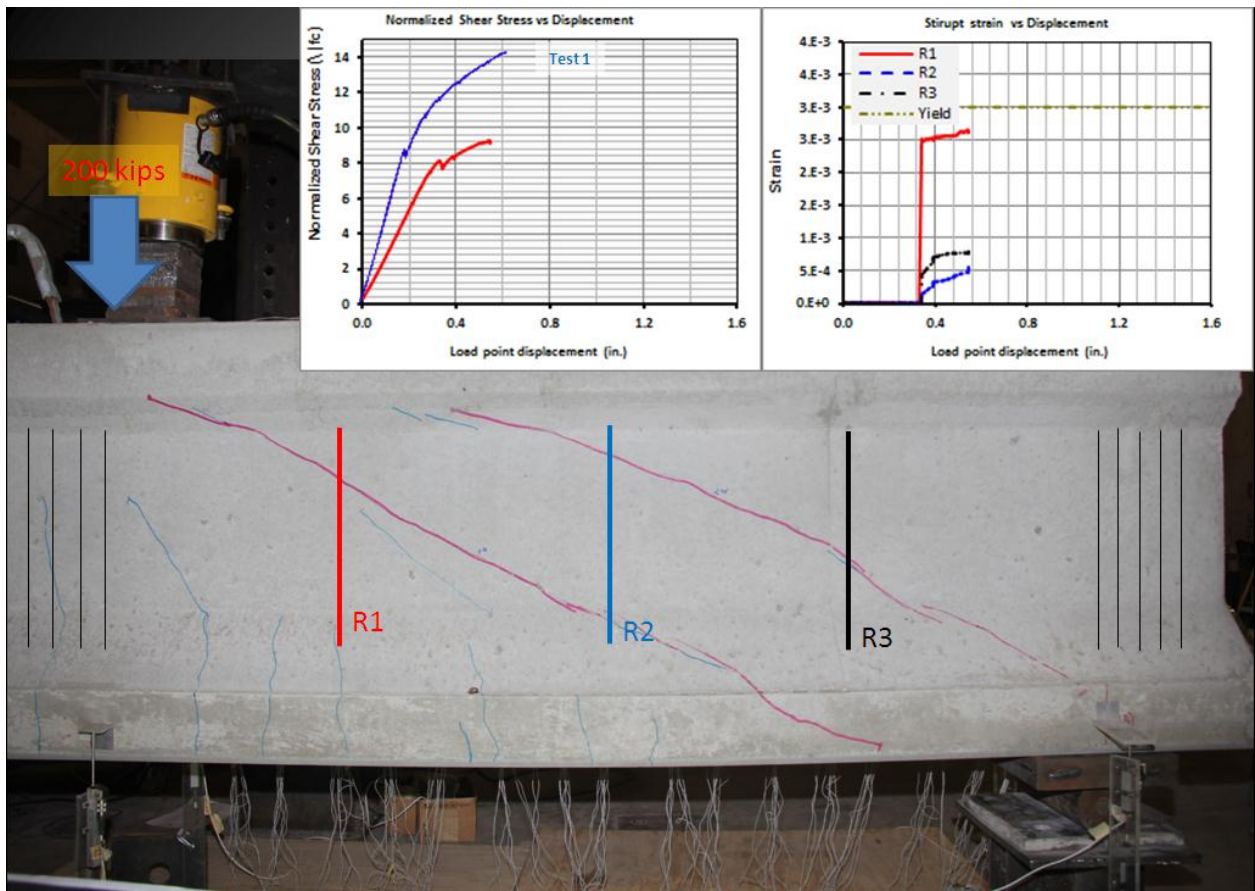 Normalized Shear Stress vs Displacement
Normalized Shear Stress (\|fc)
14
12
10
8
6
4
2
0
Test 1
0.0 0.4 0.8 1.2 1.6
Load point displacement (in.)
Stirupt strain vs Displacement
Strain
4.E-3
4.E-3
3.E-3
3.E-3
2.E-3
2.E-3
1.E-3
5.E-4
0.E+0
R1
R2
R3
Yield
0.0 0.4 0.8 1.2 1.6
Load point displacement (in.)
200 kips
R1
R2
R3